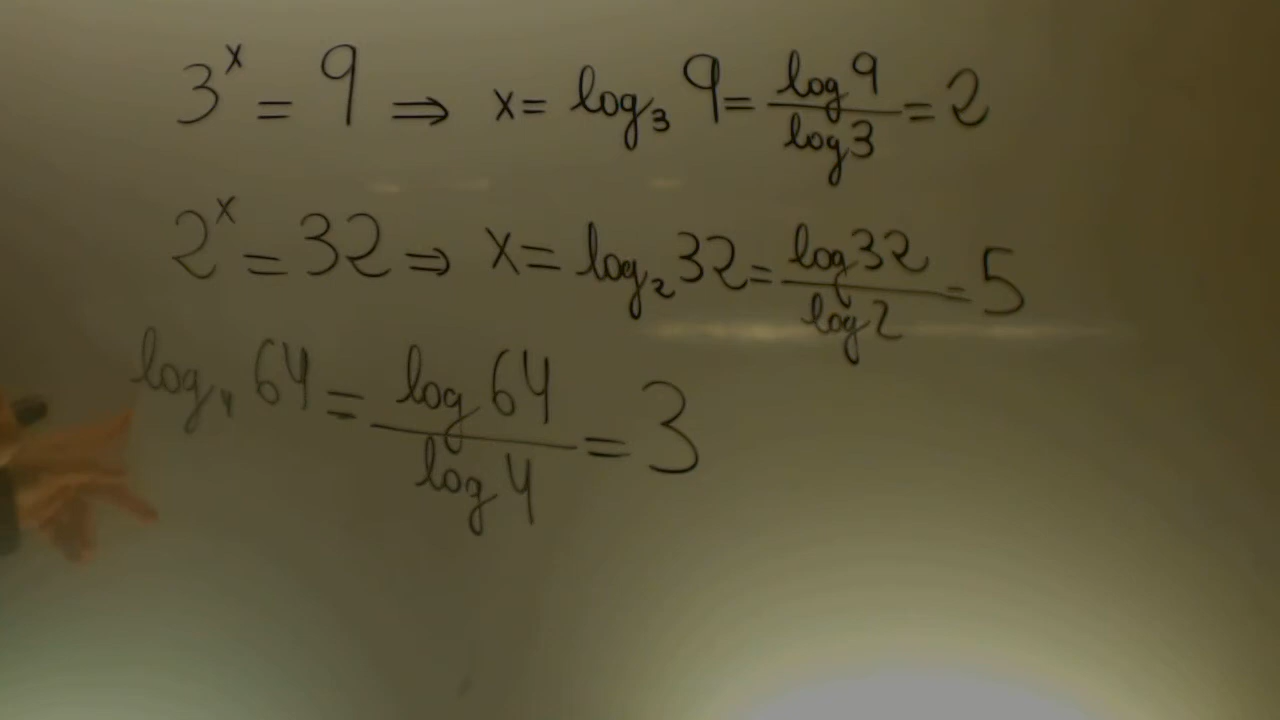 3^x = 9 ⇒ x = log₃ 9 = log 9 / log 3 = 2
2^x = 32 ⇒ x = log₂ 32 = log 32 / log 2 = 5
log₄ 64 = log 64 / log 4 = 3